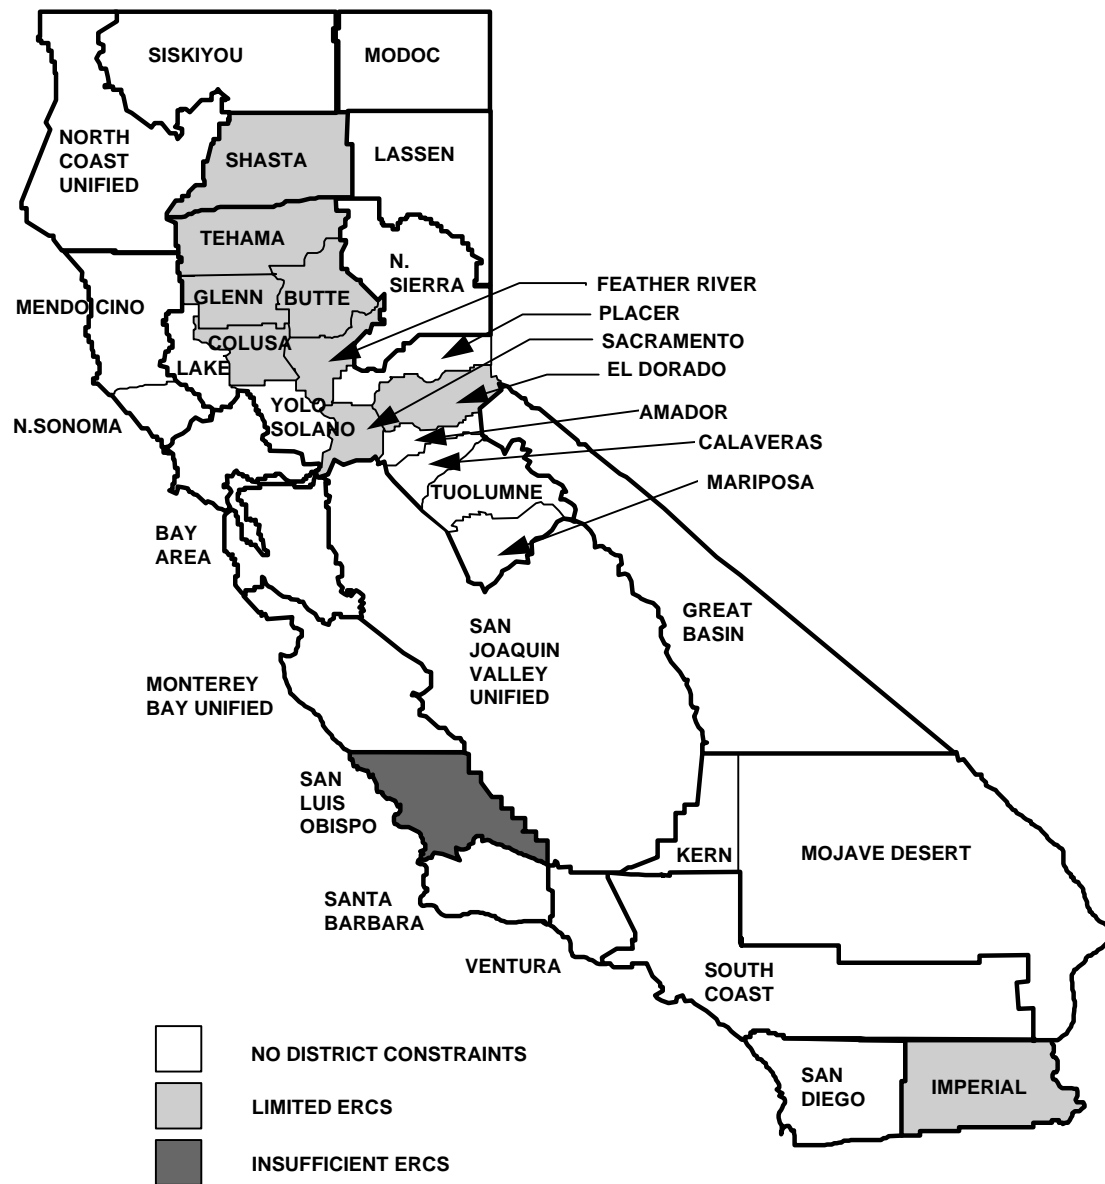 SISKIYOU
MODOC
NORTH
COAST
UNIFIED
SHASTA
LASSEN
TEHAMA
N.
SIERRA
GLENN
BUTTE
MENDOCINO
COLUSA
LAKE
FEATHER RIVER
PLACER
SACRAMENTO
EL DORADO
YOLO
SOLANO
N.SONOMA
AMADOR
CALAVERAS
MARIPOSA
TUOLUMNE
BAY
AREA
GREAT
BASIN
SAN
JOAQUIN
VALLEY
UNIFIED
MONTEREY
BAY UNIFIED
SAN
LUIS
OBISPO
KERN
MOJAVE DESERT
SANTA
BARBARA
VENTURA
SOUTH
COAST
SAN
DIEGO
IMPERIAL
NO DISTRICT CONSTRAINTS
LIMITED ERCS
INSUFFICIENT ERCS